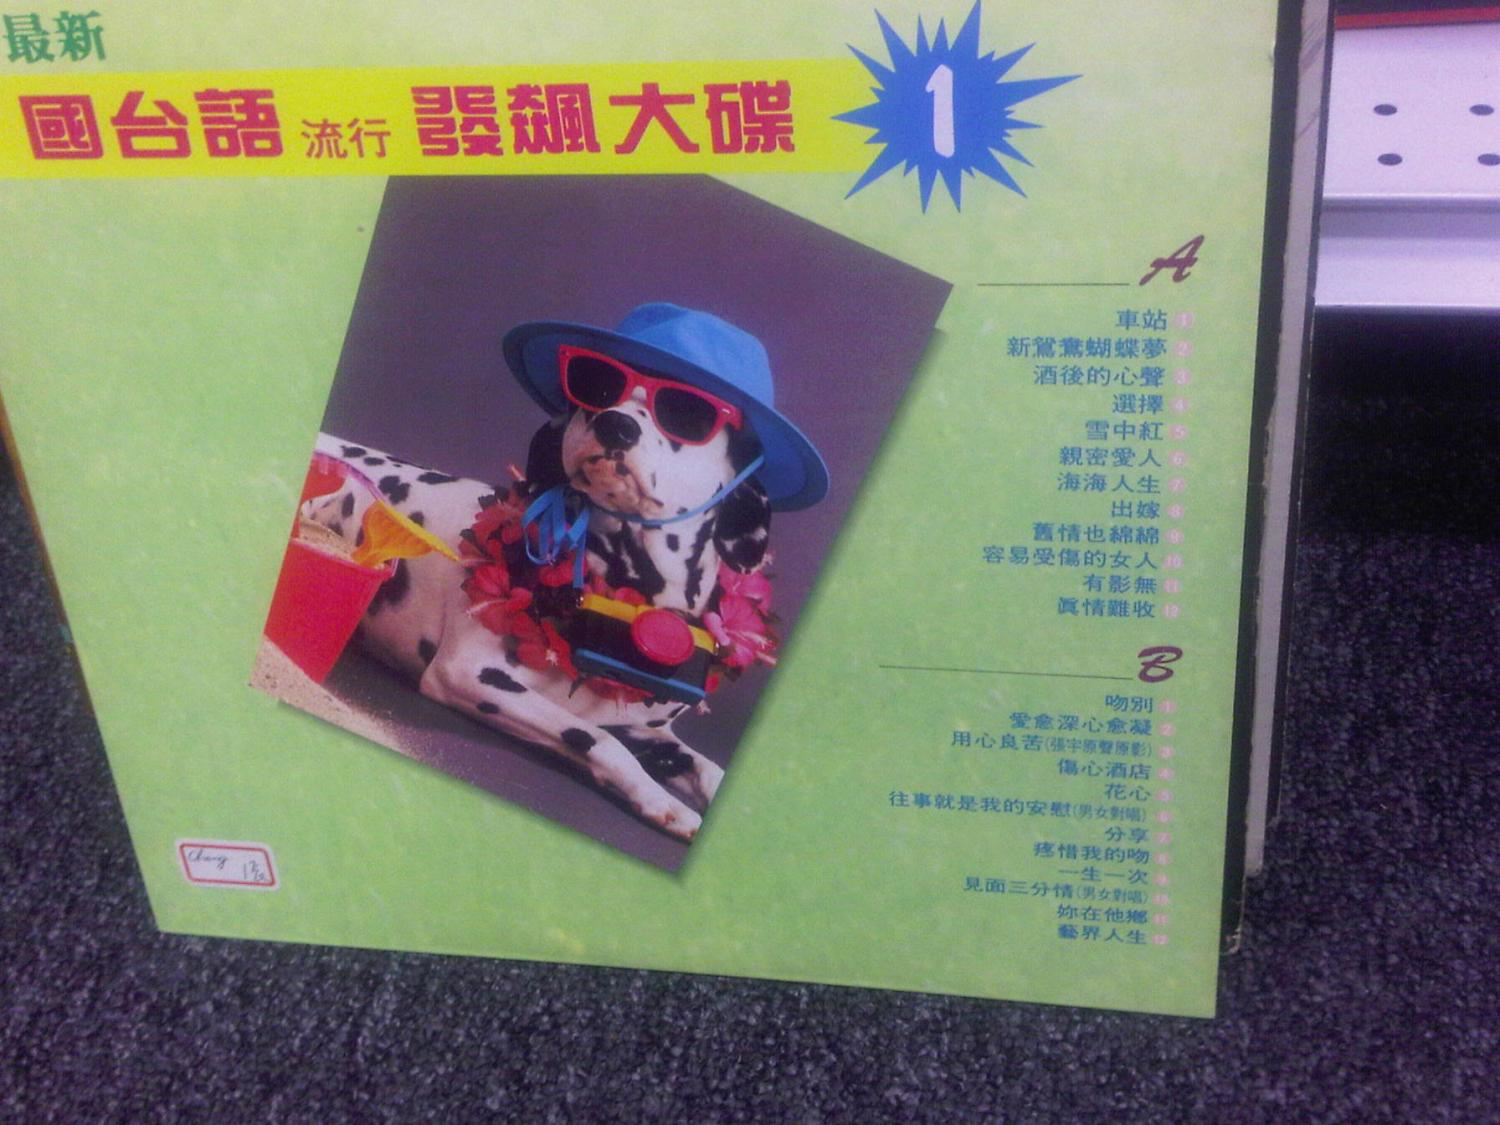 最新
國台語 流行 發飆大碟 1
A
車站 1
新鴛鴦蝴蝶夢 2
酒後的心聲 3
選擇 4
雪中紅 5
親密愛人 6
海海人生 7
出嫁 8
舊情也綿綿 9
容易受傷的女人 10
有影無 11
眞情難收 12
B
吻別 1
愛愈深心愈凝 2
用心良苦(張宇原聲原影) 3
傷心酒店 4
花心 5
往事就是我的安慰(男女對唱) 6
分享 7
疼惜我的吻 8
一生一次 9
見面三分情(男女對唱) 10
妳在他鄉 11
藝界人生 12